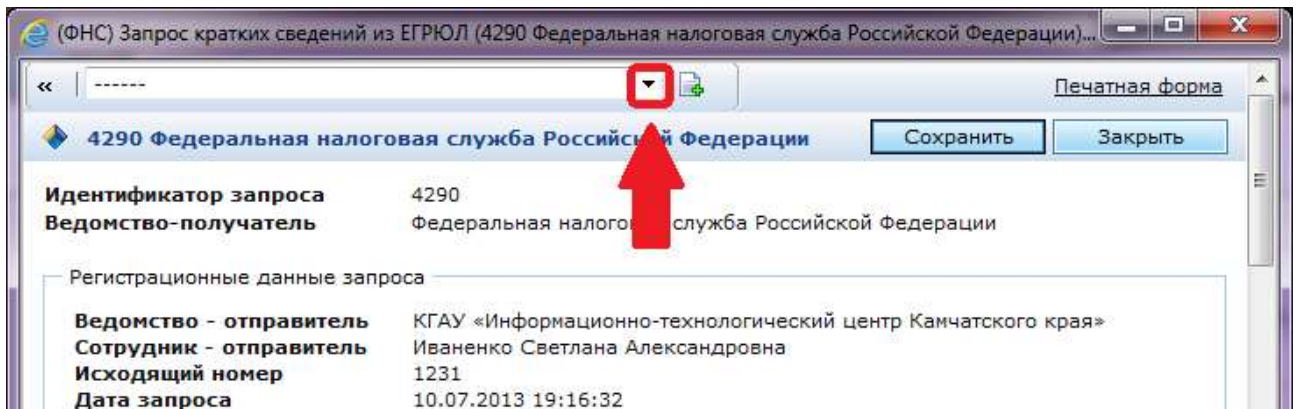 (ФНС) Запрос кратких сведений из ЕГРЮЛ (4290 Федеральная налоговая служба Российской Федерации)...
« ------ Печатная форма
4290 Федеральная налоговая служба Российской Федерации Сохранить Закрыть
Идентификатор запроса 4290
Ведомство-получатель Федеральная налоговая служба Российской Федерации
Регистрационные данные запроса
Ведомство - отправитель КГАУ «Информационно-технологический центр Камчатского края»
Сотрудник - отправитель Иваненко Светлана Александровна
Исходящий номер 1231
Дата запроса 10.07.2013 19:16:32